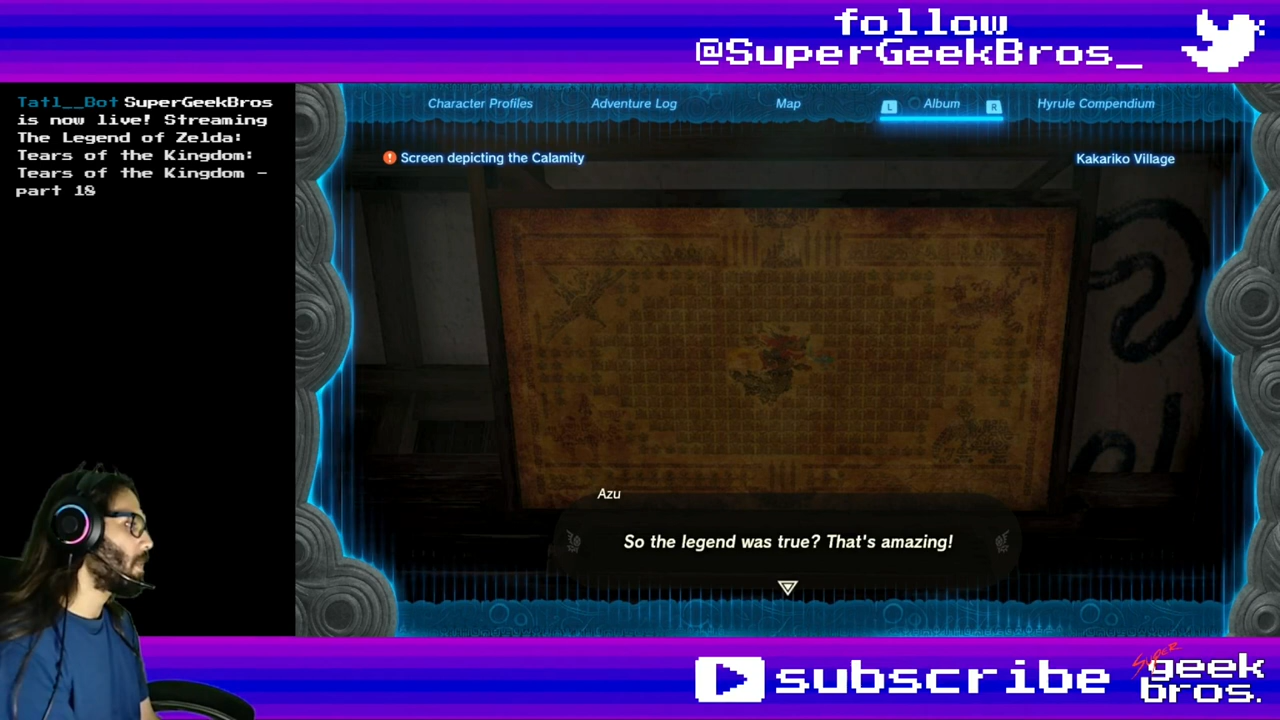 follow
@SuperGeekBros_
Tatl__Bot SuperGeekBros
is now live! Streaming
The Legend of Zelda:
Tears of the Kingdom:
Tears of the Kingdom -
part 18
Character Profiles
Adventure Log
Map
L
Album
R
Hyrule Compendium
! Screen depicting the Calamity
Kakariko Village
Azu
So the legend was true? That's amazing!
subscribe
super
geek
bros.